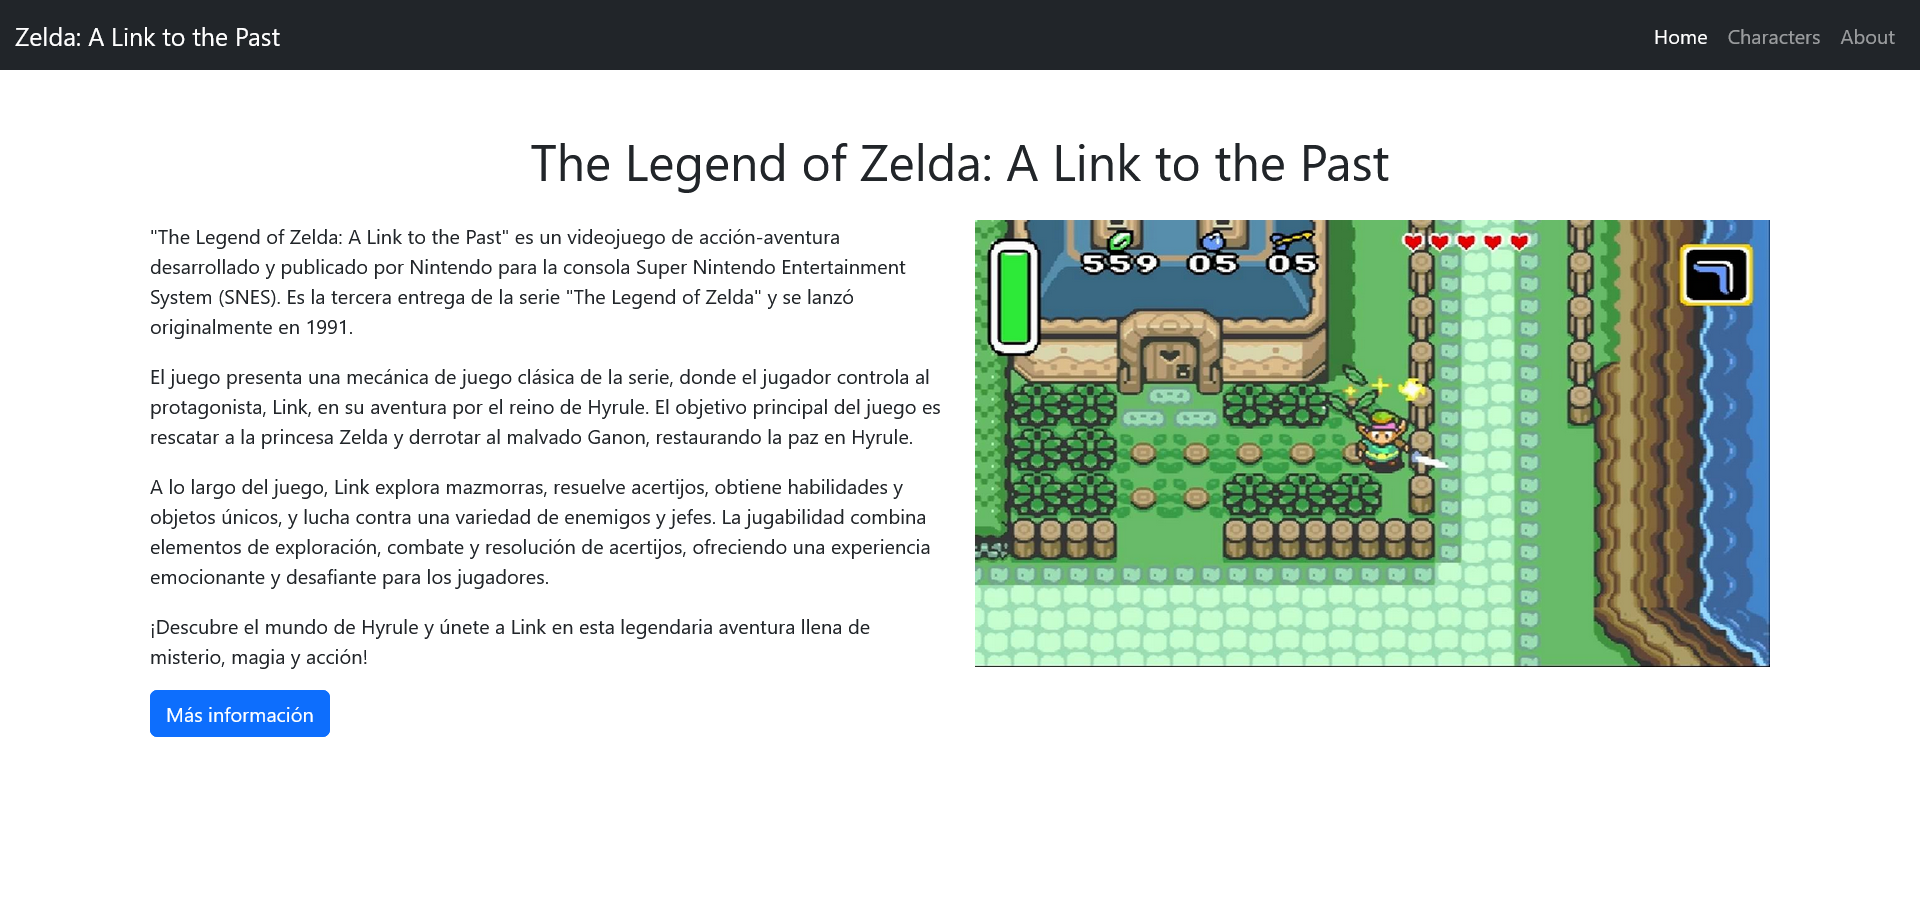 Zelda: A Link to the Past
Home Characters About
The Legend of Zelda: A Link to the Past
"The Legend of Zelda: A Link to the Past" es un videojuego de acción-aventura
desarrollado y publicado por Nintendo para la consola Super Nintendo Entertainment
System (SNES). Es la tercera entrega de la serie "The Legend of Zelda" y se lanzó
originalmente en 1991.
El juego presenta una mecánica de juego clásica de la serie, donde el jugador controla al
protagonista, Link, en su aventura por el reino de Hyrule. El objetivo principal del juego es
rescatar a la princesa Zelda y derrotar al malvado Ganon, restaurando la paz en Hyrule.
A lo largo del juego, Link explora mazmorras, resuelve acertijos, obtiene habilidades y
objetos únicos, y lucha contra una variedad de enemigos y jefes. La jugabilidad combina
elementos de exploración, combate y resolución de acertijos, ofreciendo una experiencia
emocionante y desafiante para los jugadores.
¡Descubre el mundo de Hyrule y únete a Link en esta legendaria aventura llena de
misterio, magia y acción!
Más información
559 05 05